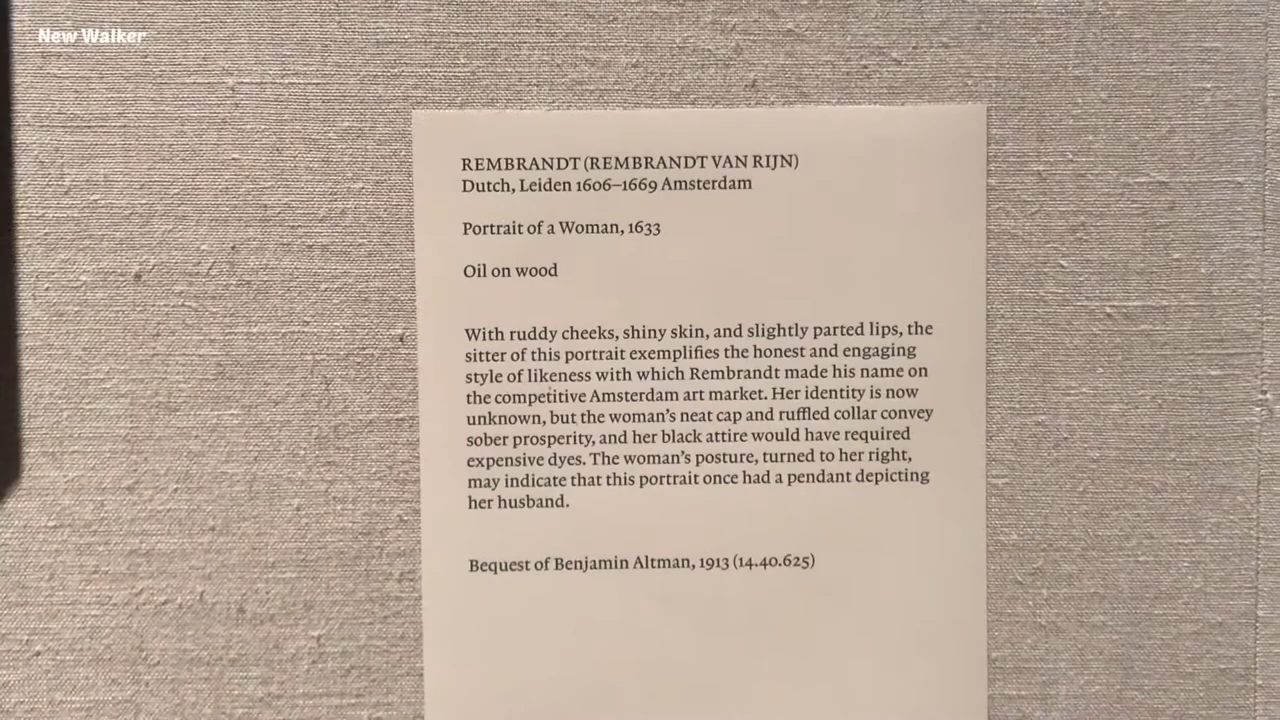 New Walker
REMBRANDT (REMBRANDT VAN RIJN)
Dutch, Leiden 1606–1669 Amsterdam
Portrait of a Woman, 1633
Oil on wood
With ruddy cheeks, shiny skin, and slightly parted lips, the
sitter of this portrait exemplifies the honest and engaging
style of likeness with which Rembrandt made his name on
the competitive Amsterdam art market. Her identity is now
unknown, but the woman's neat cap and ruffled collar convey
sober prosperity, and her black attire would have required
expensive dyes. The woman's posture, turned to her right,
may indicate that this portrait once had a pendant depicting
her husband.
Bequest of Benjamin Altman, 1913 (14.40.625)